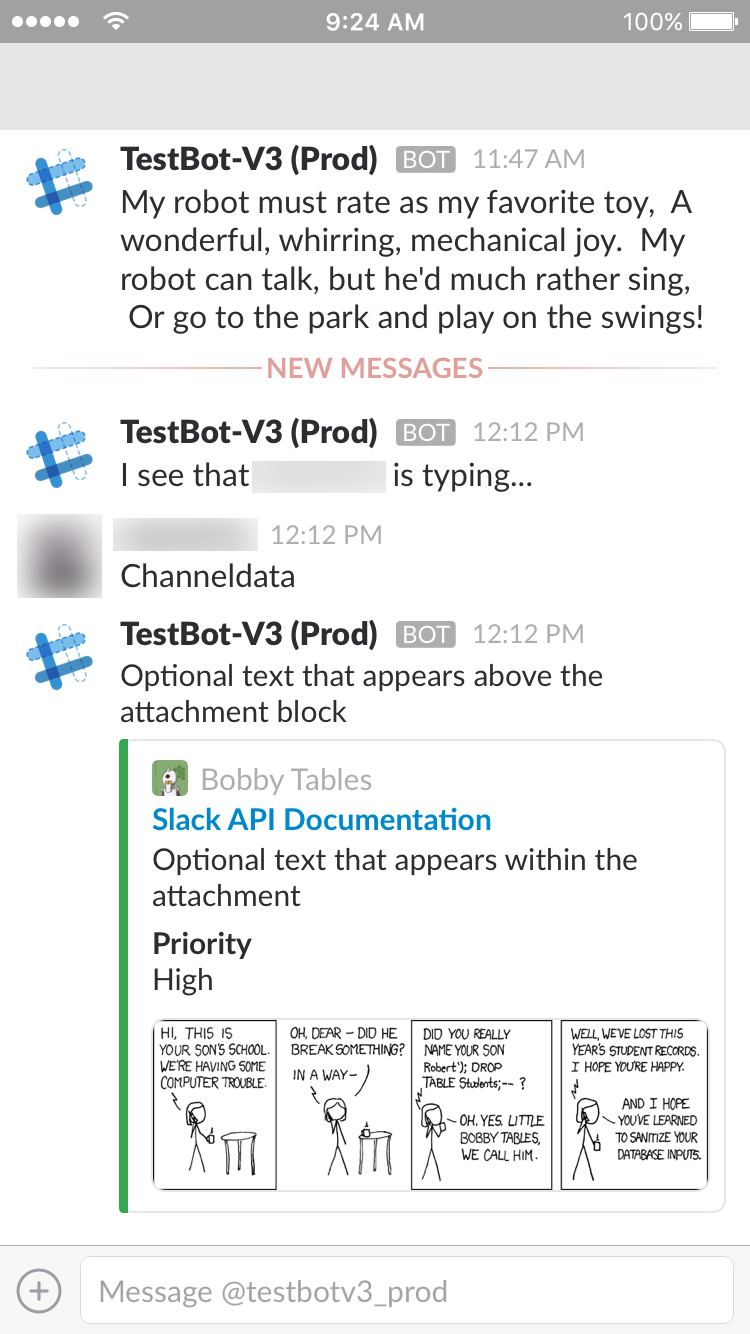 9:24 AM 100%
TestBot-V3 (Prod) BOT 11:47 AM
My robot must rate as my favorite toy,  A
wonderful, whirring, mechanical joy.  My
robot can talk, but he'd much rather sing,
Or go to the park and play on the swings!
NEW MESSAGES
TestBot-V3 (Prod) BOT 12:12 PM
I see that is typing...
12:12 PM
Channeldata
TestBot-V3 (Prod) BOT 12:12 PM
Optional text that appears above the
attachment block
Bobby Tables
Slack API Documentation
Optional text that appears within the
attachment
Priority
High
HI, THIS IS
YOUR SON'S SCHOOL.
WE'RE HAVING SOME
COMPUTER TROUBLE.
OH, DEAR – DID HE
BREAK SOMETHING?
IN A WAY–
DID YOU REALLY
NAME YOUR SON
Robert'); DROP
TABLE Students;-- ?
OH. YES. LITTLE
BOBBY TABLES,
WE CALL HIM.
WELL, WE'VE LOST THIS
YEAR'S STUDENT RECORDS.
I HOPE YOU'RE HAPPY.
AND I HOPE
YOU'VE LEARNED
TO SANITIZE YOUR
DATABASE INPUTS.
Message @testbotv3_prod